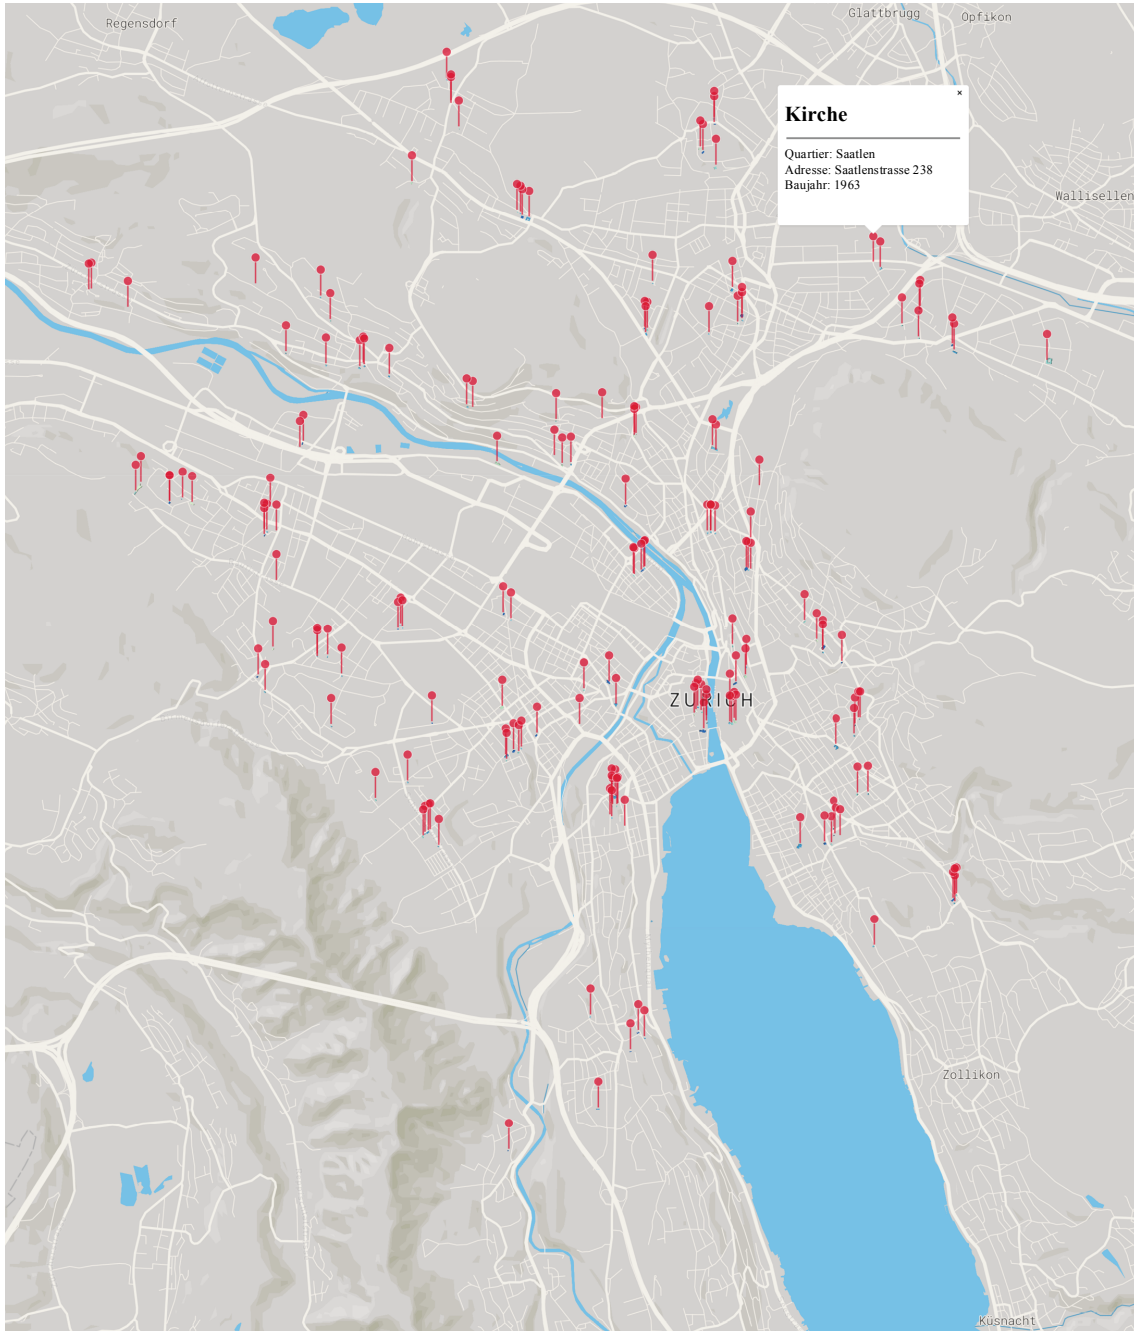 Regensdorf
Glattbrugg
Opfikon
×
Kirche
Quartier: Saatlen
Adresse: Saatlenstrasse 238
Baujahr: 1963
Wallisellen
ZÜRICH
Zollikon
Küsnacht